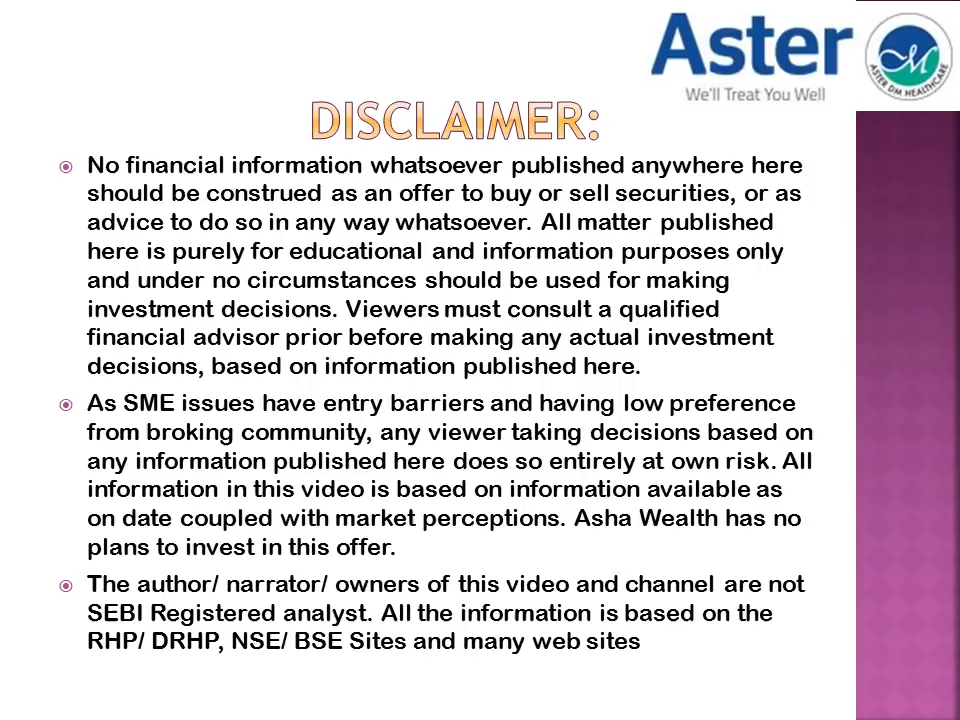 Aster
We'll Treat You Well
ASTER DM HEALTHCARE
DISCLAIMER:
No financial information whatsoever published anywhere here
should be construed as an offer to buy or sell securities, or as
advice to do so in any way whatsoever. All matter published
here is purely for educational and information purposes only
and under no circumstances should be used for making
investment decisions. Viewers must consult a qualified
financial advisor prior before making any actual investment
decisions, based on information published here.
As SME issues have entry barriers and having low preference
from broking community, any viewer taking decisions based on
any information published here does so entirely at own risk. All
information in this video is based on information available as
on date coupled with market perceptions. Asha Wealth has no
plans to invest in this offer.
The author/ narrator/ owners of this video and channel are not
SEBI Registered analyst. All the information is based on the
RHP/ DRHP, NSE/ BSE Sites and many web sites